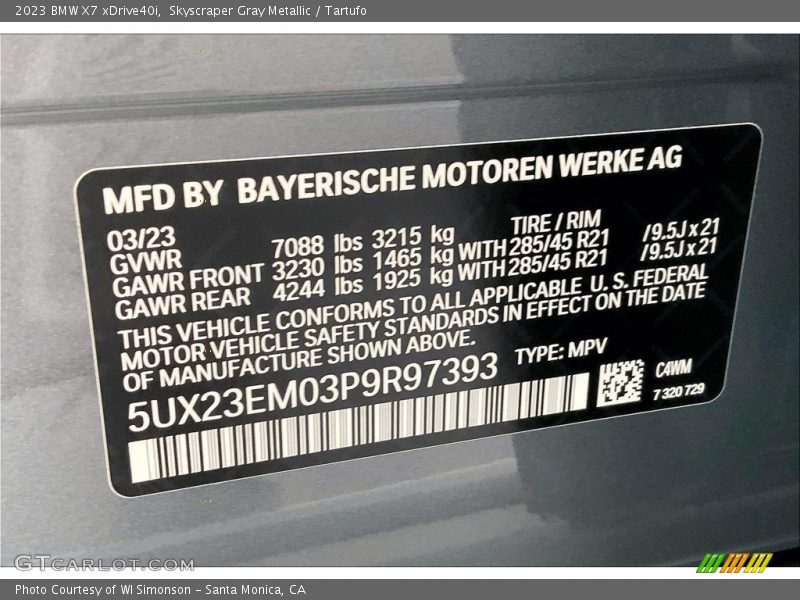 2023 BMW X7 xDrive40i, Skyscraper Gray Metallic / Tartufo
MFD BY BAYERISCHE MOTOREN WERKE AG
03/23 TIRE / RIM
GVWR 7088 lbs 3215 kg
GAWR FRONT 3230 lbs 1465 kg WITH 285/45 R21 /9.5J x 21
GAWR REAR 4244 lbs 1925 kg WITH 285/45 R21 /9.5J x 21
THIS VEHICLE CONFORMS TO ALL APPLICABLE U. S. FEDERAL
MOTOR VEHICLE SAFETY STANDARDS IN EFFECT ON THE DATE
OF MANUFACTURE SHOWN ABOVE.
5UX23EM03P9R97393 TYPE: MPV
C4WM
7 320 729
GTCARLOT.COM
Photo Courtesy of WI Simonson - Santa Monica, CA